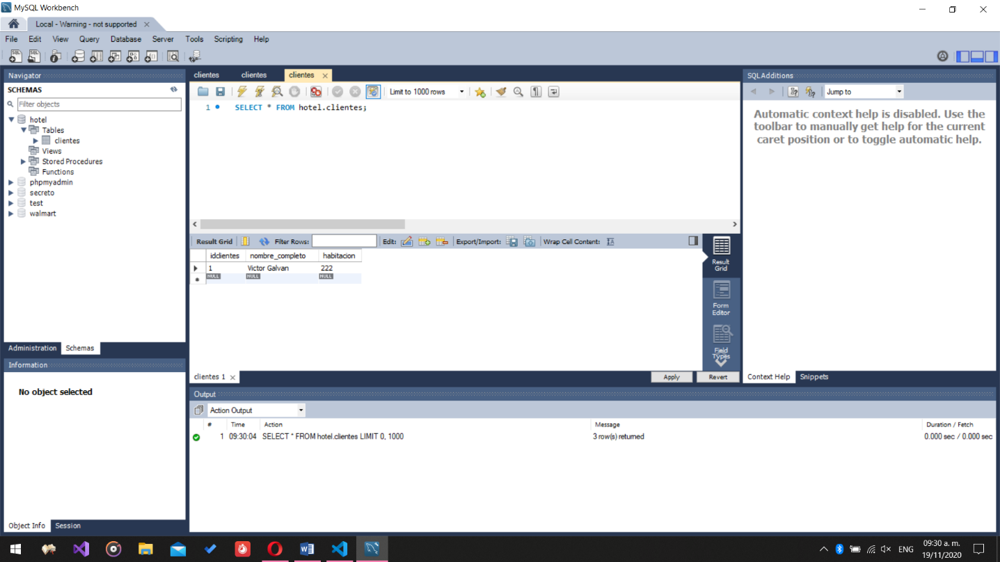 MySQL Workbench
Local - Warning - not supported
File Edit View Query Database Server Tools Scripting Help
Navigator
SCHEMAS
Filter objects
hotel
Tables
clientes
Views
Stored Procedures
Functions
phpmyadmin
secreto
test
walmart
Administration Schemas
Information
No object selected
Object Info Session
clientes clientes clientes
Limit to 1000 rows
1 SELECT * FROM hotel.clientes;
Result Grid Filter Rows: Edit: Export/Import: Wrap Cell Content:
idclientes nombre_completo habitacion
1 Victor Galvan 222
NULL NULL NULL
Result Grid
Form Editor
Field Types
clientes 1 Apply Revert
SQLAdditions
Jump to
Automatic context help is disabled. Use the
toolbar to manually get help for the current
caret position or to toggle automatic help.
Context Help Snippets
Output
Action Output
# Time Action Message Duration / Fetch
1 09:30:04 SELECT * FROM hotel.clientes LIMIT 0, 1000 3 row(s) returned 0.000 sec / 0.000 sec
ENG
09:30 a. m.
19/11/2020